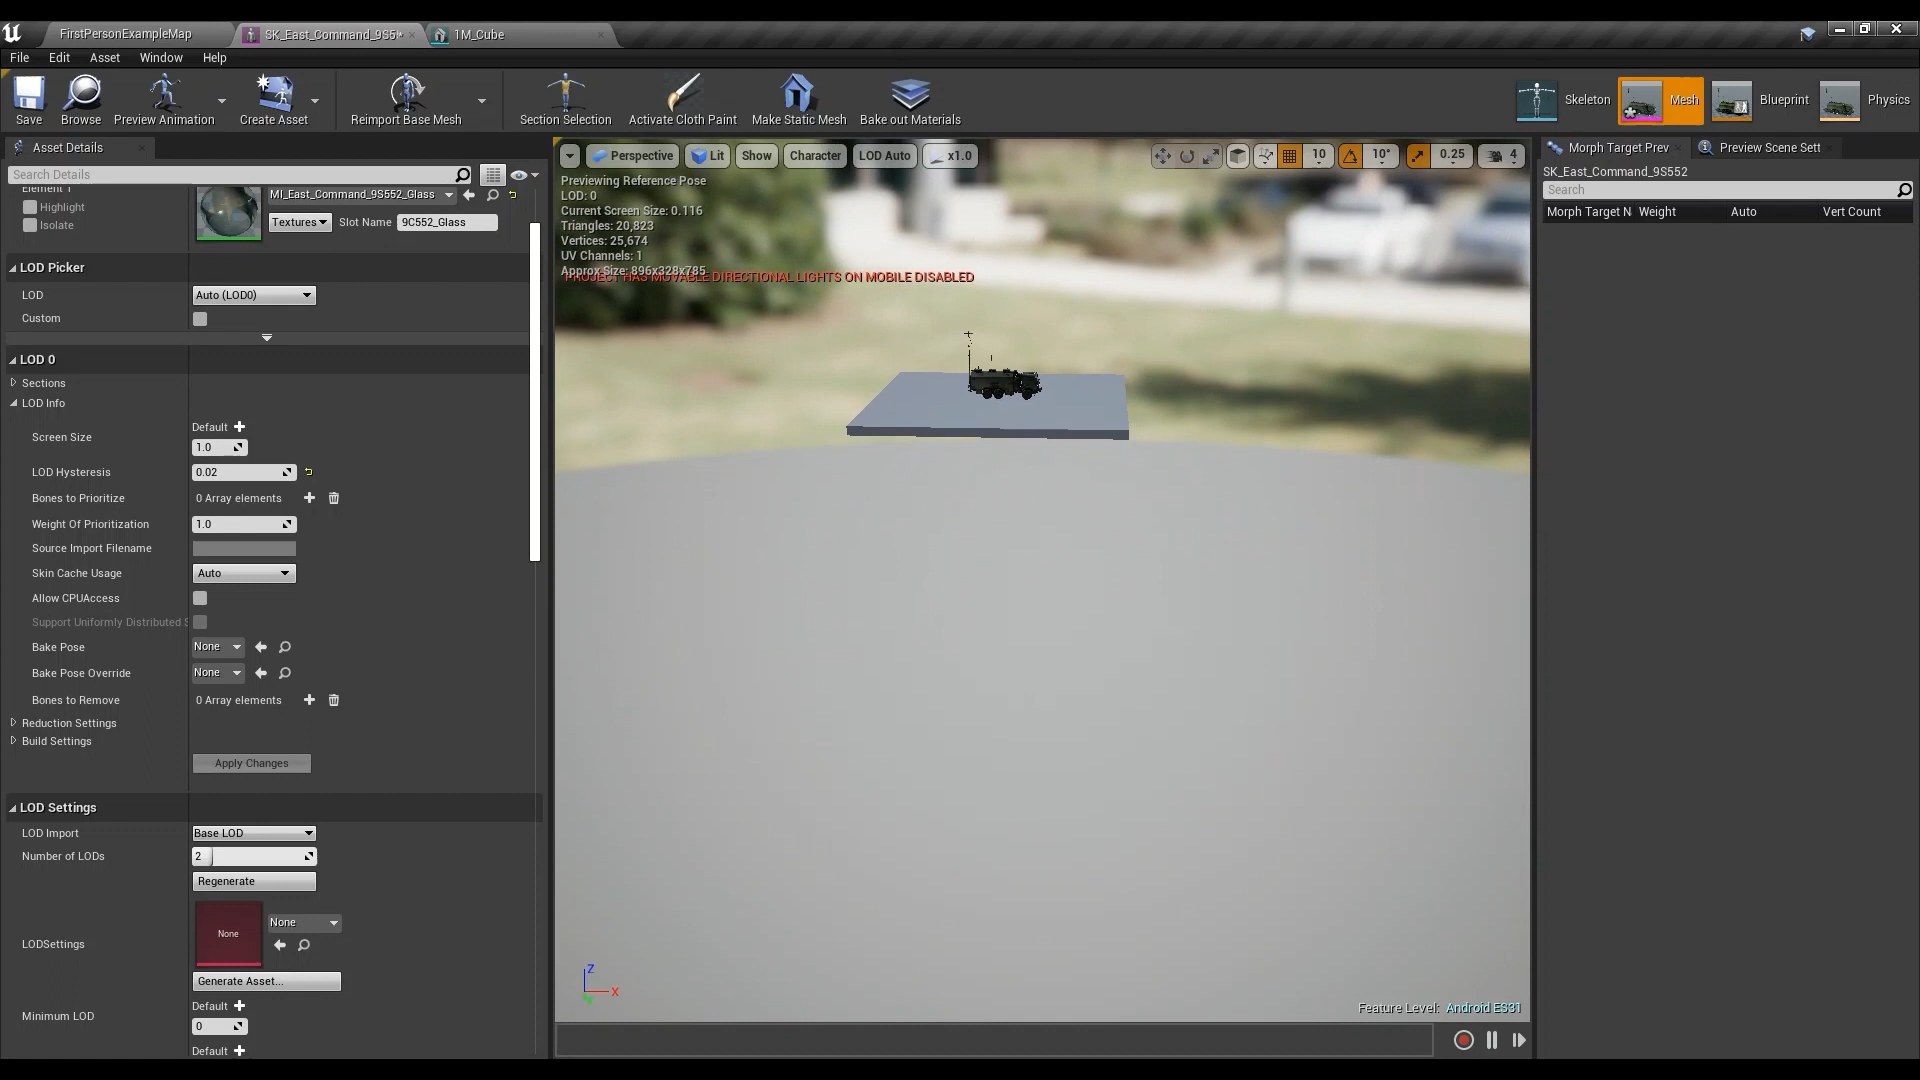 FirstPersonExampleMap
SK_East_Command_9S5*
1M_Cube
File Edit Asset Window Help
Save
Browse
Preview Animation
Create Asset
Reimport Base Mesh
Section Selection
Activate Cloth Paint
Make Static Mesh
Bake out Materials
Skeleton
Mesh
Blueprint
Physics
Asset Details
Search Details
Element 1
Highlight
Isolate
MI_East_Command_9S552_Glass
Textures
Slot Name
9C552_Glass
LOD Picker
LOD
Auto (LOD0)
Custom
LOD 0
Sections
LOD Info
Screen Size
Default
1.0
LOD Hysteresis
0.02
Bones to Prioritize
0 Array elements
Weight Of Prioritization
1.0
Source Import Filename
Skin Cache Usage
Auto
Allow CPUAccess
Support Uniformly Distributed S
Bake Pose
None
Bake Pose Override
None
Bones to Remove
0 Array elements
Reduction Settings
Build Settings
Apply Changes
LOD Settings
LOD Import
Base LOD
Number of LODs
2
Regenerate
None
None
LODSettings
Generate Asset...
Default
Minimum LOD
0
Default
Perspective
Lit
Show
Character
LOD Auto
x1.0
10
10°
0.25
4
Previewing Reference Pose
LOD: 0
Current Screen Size: 0.116
Triangles: 20,823
Vertices: 25,674
UV Channels: 1
Approx Size: 896x328x785
PROJECT HAS MOVABLE DIRECTIONAL LIGHTS ON MOBILE DISABLED
Z
X
Y
Feature Level: Android ES31
Morph Target Prev
Preview Scene Sett
SK_East_Command_9S552
Search
Morph Target N
Weight
Auto
Vert Count